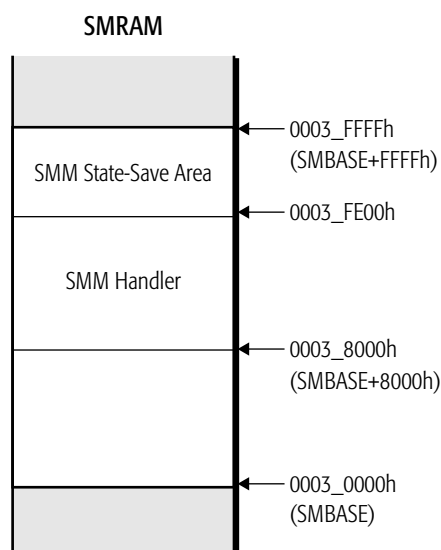 SMRAM
0003_FFFFh
(SMBASE+FFFFh)
SMM State-Save Area
0003_FE00h
SMM Handler
0003_8000h
(SMBASE+8000h)
0003_0000h
(SMBASE)